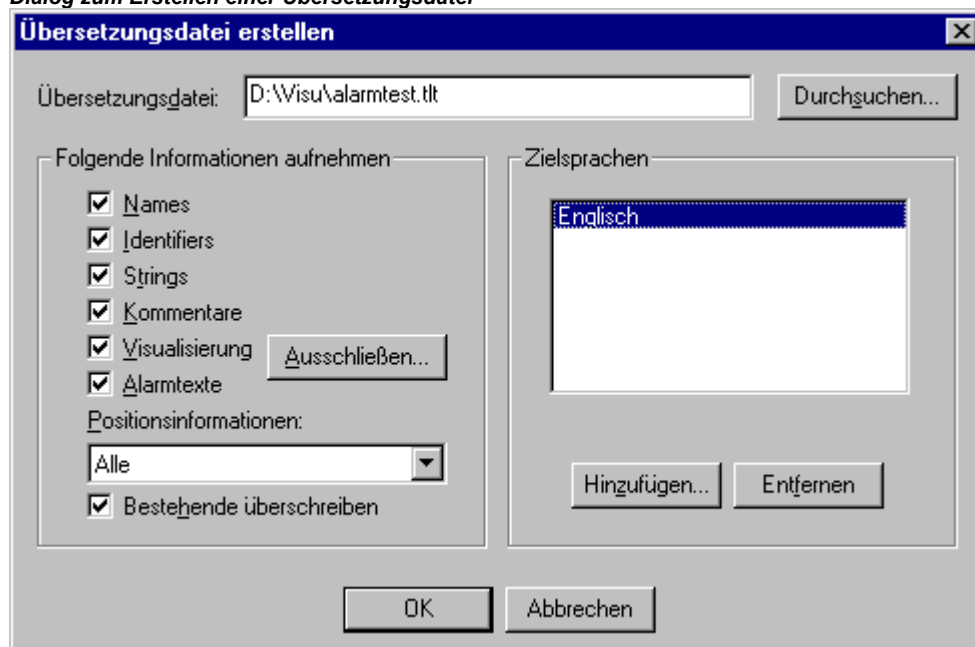 Dialog zum Erstellen einer Übersetzungsdatei
Übersetzungsdatei erstellen
Übersetzungsdatei: D:\Visu\alarmtest.tlt Durchsuchen...
Folgende Informationen aufnehmen
Names
Identifiers
Strings
Kommentare
Visualisierung Ausschließen...
Alarmtexte
Positionsinformationen:
Alle
Bestehende überschreiben
Zielsprachen
Englisch
Hinzufügen... Entfernen
OK Abbrechen